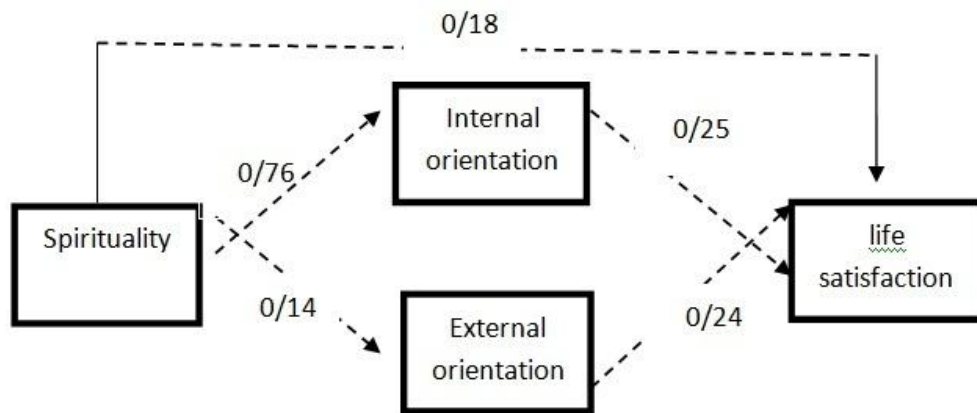 0/18
Internal
orientation
0/25
0/76
Spirituality
life
satisfaction
0/14
External
orientation
0/24